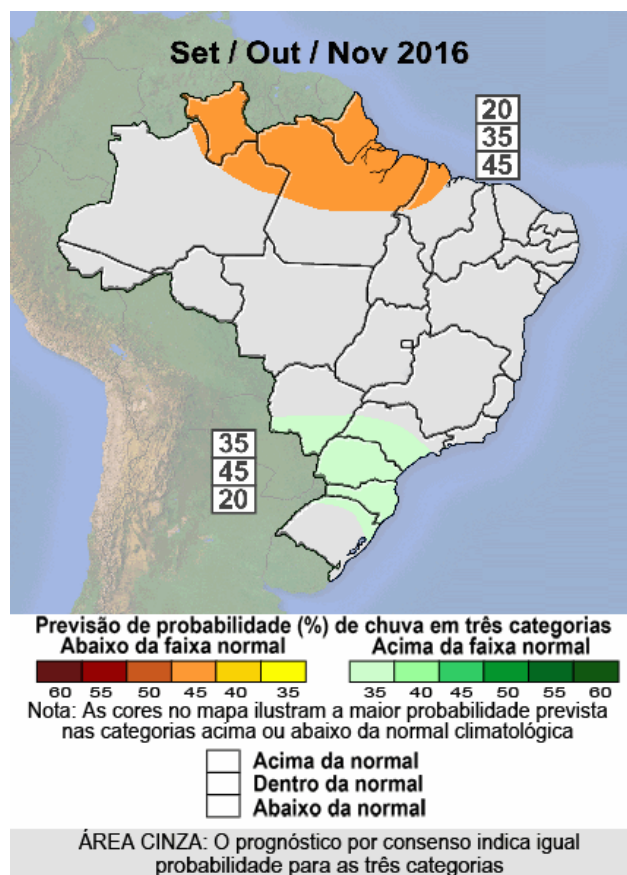 Set / Out / Nov 2016
20
35
45
35
45
20
Previsão de probabilidade (%) de chuva em três categorias
Abaixo da faixa normal
Acima da faixa normal
60 55 50 45 40 35
35 40 45 50 55 60
Nota: As cores no mapa ilustram a maior probabilidade prevista
nas categorias acima ou abaixo da normal climatológica
Acima da normal
Dentro da normal
Abaixo da normal
ÁREA CINZA: O prognóstico por consenso indica igual
probabilidade para as três categorias